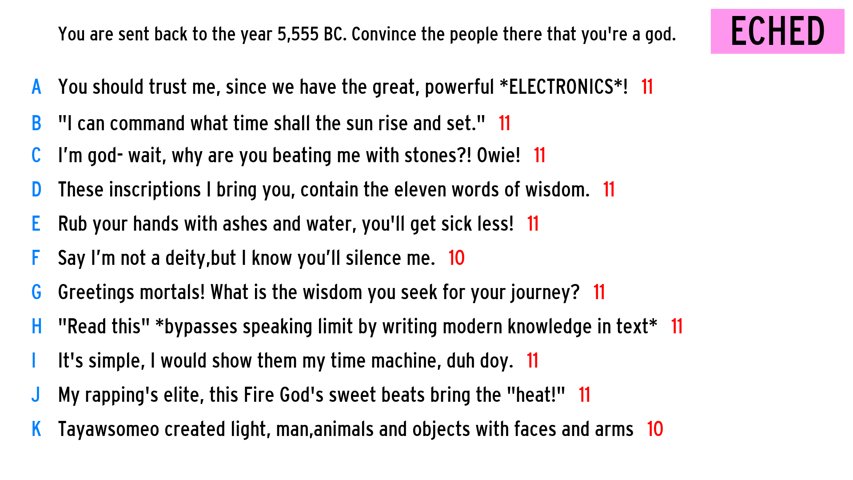 You are sent back to the year 5,555 BC. Convince the people there that you're a god.
ECHED
A You should trust me, since we have the great, powerful *ELECTRONICS*! 11
B "I can command what time shall the sun rise and set." 11
C I'm god- wait, why are you beating me with stones?! Owie! 11
D These inscriptions I bring you, contain the eleven words of wisdom. 11
E Rub your hands with ashes and water, you'll get sick less! 11
F Say I'm not a deity,but I know you'll silence me. 10
G Greetings mortals! What is the wisdom you seek for your journey? 11
H "Read this" *bypasses speaking limit by writing modern knowledge in text* 11
I It's simple, I would show them my time machine, duh doy. 11
J My rapping's elite, this Fire God's sweet beats bring the "heat!" 11
K Tayawsomeo created light, man,animals and objects with faces and arms 10